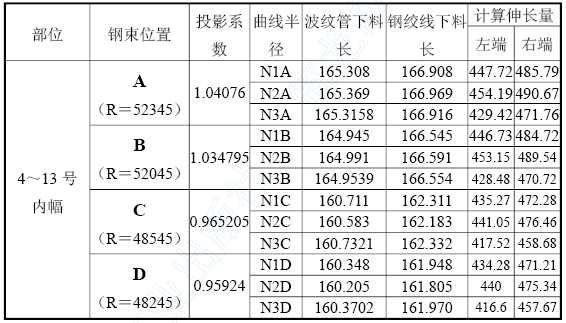 部位 钢束位置 投影系数 曲线半径 波纹管下料长 钢绞线下料长 计算伸长量
左端 右端
4～13号内幅
A (R＝52345) 1.04076
N1A 165.308 166.908 447.72 485.79
N2A 165.369 166.969 454.19 490.67
N3A 165.3158 166.916 429.42 471.76
B (R＝52045) 1.034795
N1B 164.945 166.545 446.73 484.72
N2B 164.991 166.591 453.15 489.54
N3B 164.9539 166.554 428.48 470.72
C (R＝48545) 0.965205
N1C 160.711 162.311 435.27 472.28
N2C 160.583 162.183 441.05 476.46
N3C 160.7321 162.332 417.52 458.68
D (R＝48245) 0.95924
N1D 160.348 161.948 434.28 471.21
N2D 160.205 161.805 440 475.34
N3D 160.3702 161.970 416.6 457.67